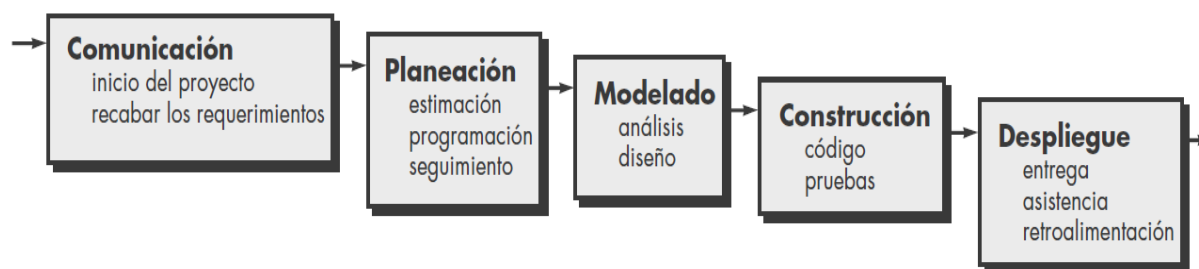 Comunicación
inicio del proyecto
recabar los requerimientos
Planeación
estimación
programación
seguimiento
Modelado
análisis
diseño
Construcción
código
pruebas
Despliegue
entrega
asistencia
retroalimentación